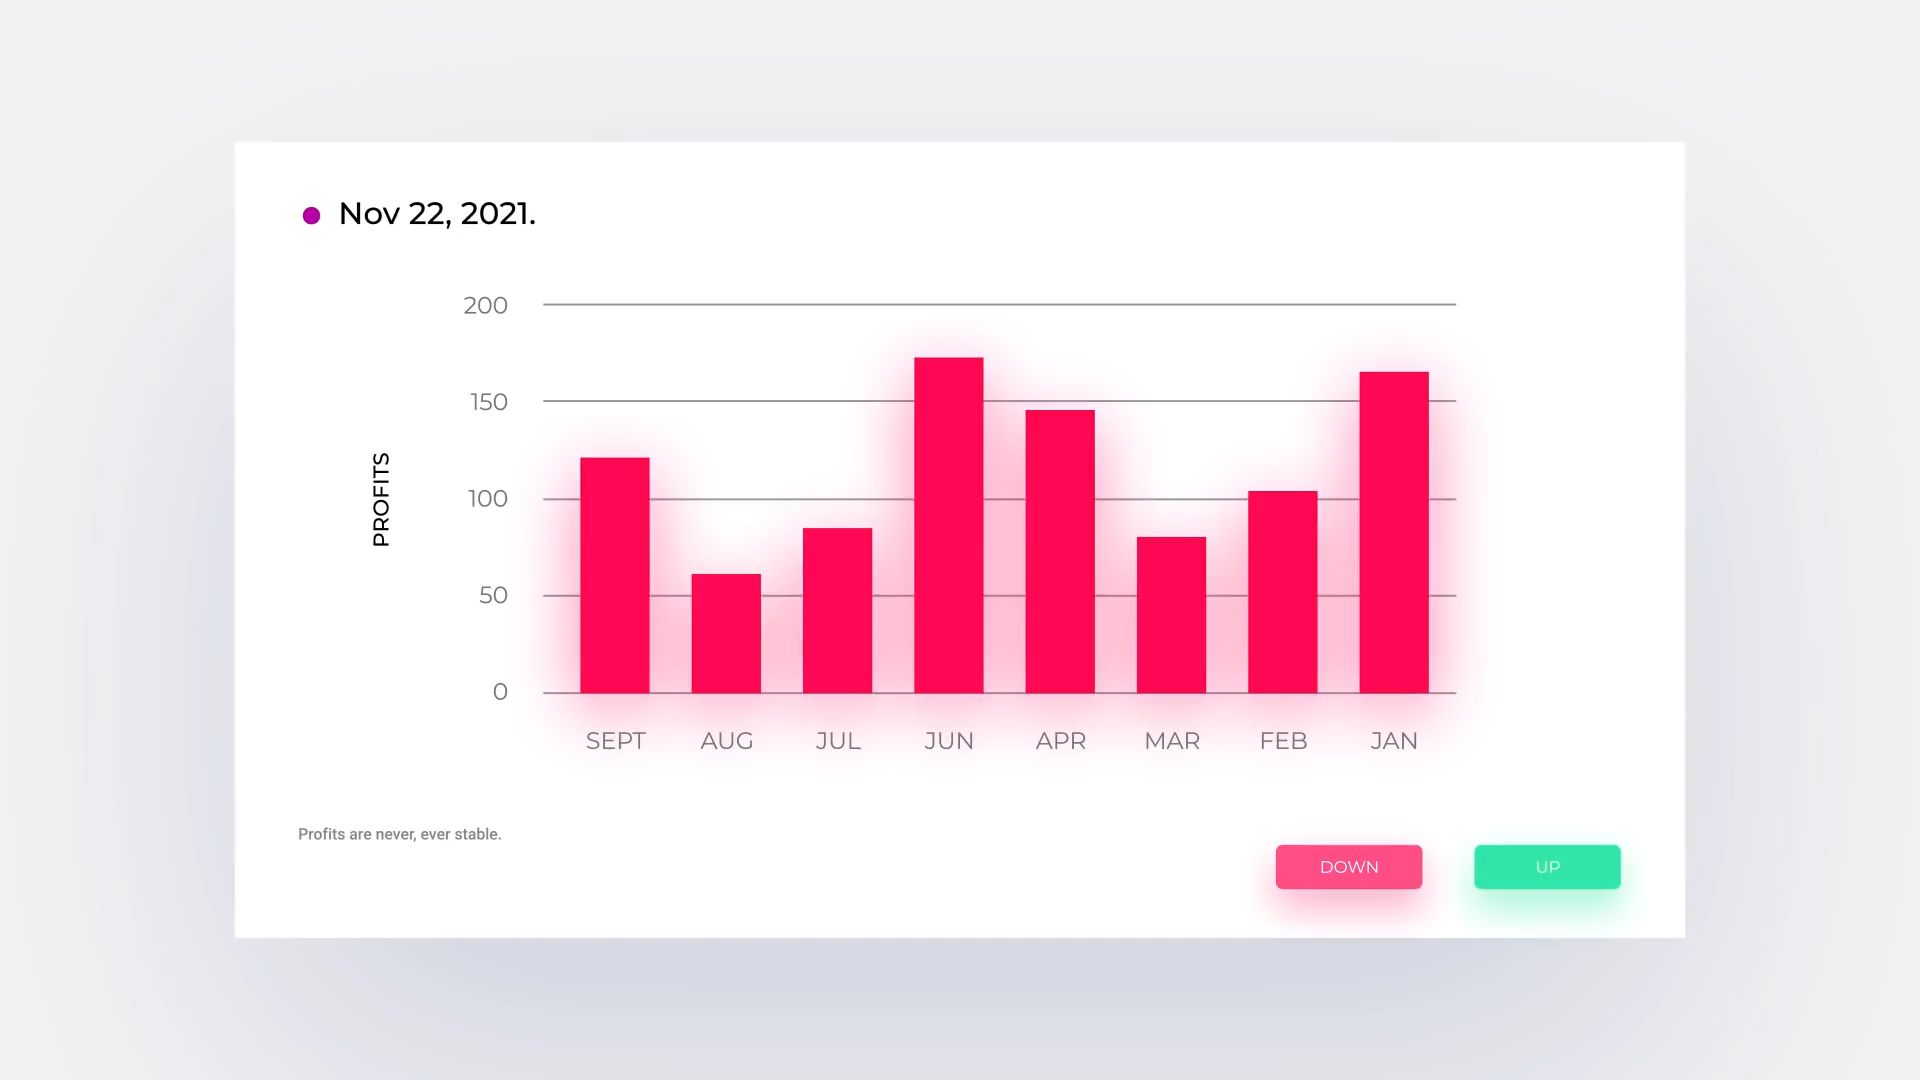 Nov 22, 2021.
200
150
100
50
0
PROFITS
SEPT AUG JUL JUN APR MAR FEB JAN
Profits are never, ever stable.
DOWN UP